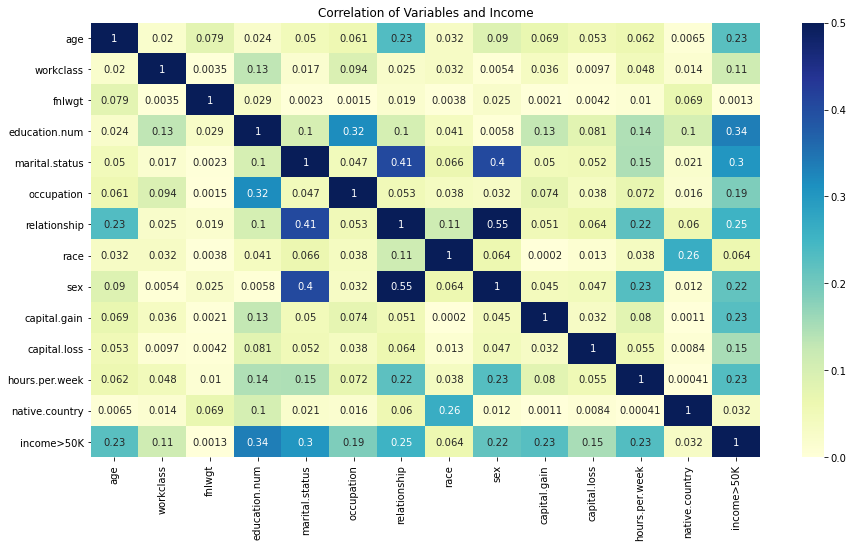 Correlation of Variables and Income
age 1 0.02 0.079 0.024 0.05 0.061 0.23 0.032 0.09 0.069 0.053 0.062 0.0065 0.23
workclass 0.02 1 0.0035 0.13 0.017 0.094 0.025 0.032 0.0054 0.036 0.0097 0.048 0.014 0.11
fnlwgt 0.079 0.0035 1 0.029 0.0023 0.0015 0.019 0.0038 0.025 0.0021 0.0042 0.01 0.069 0.0013
education.num 0.024 0.13 0.029 1 0.1 0.32 0.1 0.041 0.0058 0.13 0.081 0.14 0.1 0.34
marital.status 0.05 0.017 0.0023 0.1 1 0.047 0.41 0.066 0.4 0.05 0.052 0.15 0.021 0.3
occupation 0.061 0.094 0.0015 0.32 0.047 1 0.053 0.038 0.032 0.074 0.038 0.072 0.016 0.19
relationship 0.23 0.025 0.019 0.1 0.41 0.053 1 0.11 0.55 0.051 0.064 0.22 0.06 0.25
race 0.032 0.032 0.0038 0.041 0.066 0.038 0.11 1 0.064 0.0002 0.013 0.038 0.26 0.064
sex 0.09 0.0054 0.025 0.0058 0.4 0.032 0.55 0.064 1 0.045 0.047 0.23 0.012 0.22
capital.gain 0.069 0.036 0.0021 0.13 0.05 0.074 0.051 0.0002 0.045 1 0.032 0.08 0.0011 0.23
capital.loss 0.053 0.0097 0.0042 0.081 0.052 0.038 0.064 0.013 0.047 0.032 1 0.055 0.0084 0.15
hours.per.week 0.062 0.048 0.01 0.14 0.15 0.072 0.22 0.038 0.23 0.08 0.055 1 0.00041 0.23
native.country 0.0065 0.014 0.069 0.1 0.021 0.016 0.06 0.26 0.012 0.0011 0.0084 0.00041 1 0.032
income>50K 0.23 0.11 0.0013 0.34 0.3 0.19 0.25 0.064 0.22 0.23 0.15 0.23 0.032 1
age workclass fnlwgt education.num marital.status occupation relationship race sex capital.gain capital.loss hours.per.week native.country income>50K
0.5
0.4
0.3
0.2
0.1
0.0